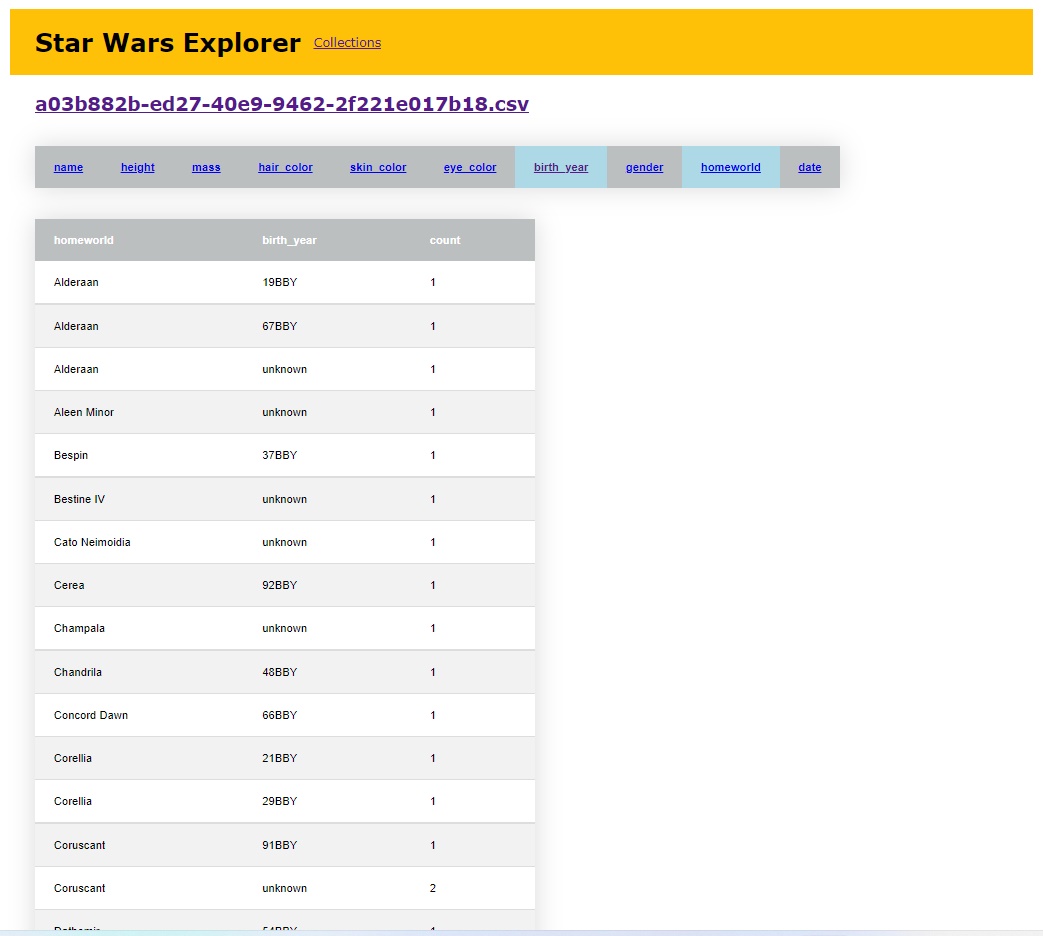 Star Wars Explorer Collections
a03b882b-ed27-40e9-9462-2f221e017b18.csv
name height mass hair_color skin_color eye_color birth_year gender homeworld date
homeworld birth_year count
Alderaan 19BBY 1
Alderaan 67BBY 1
Alderaan unknown 1
Aleen Minor unknown 1
Bespin 37BBY 1
Bestine IV unknown 1
Cato Neimoidia unknown 1
Cerea 92BBY 1
Champala unknown 1
Chandrila 48BBY 1
Concord Dawn 66BBY 1
Corellia 21BBY 1
Corellia 29BBY 1
Coruscant 91BBY 1
Coruscant unknown 2